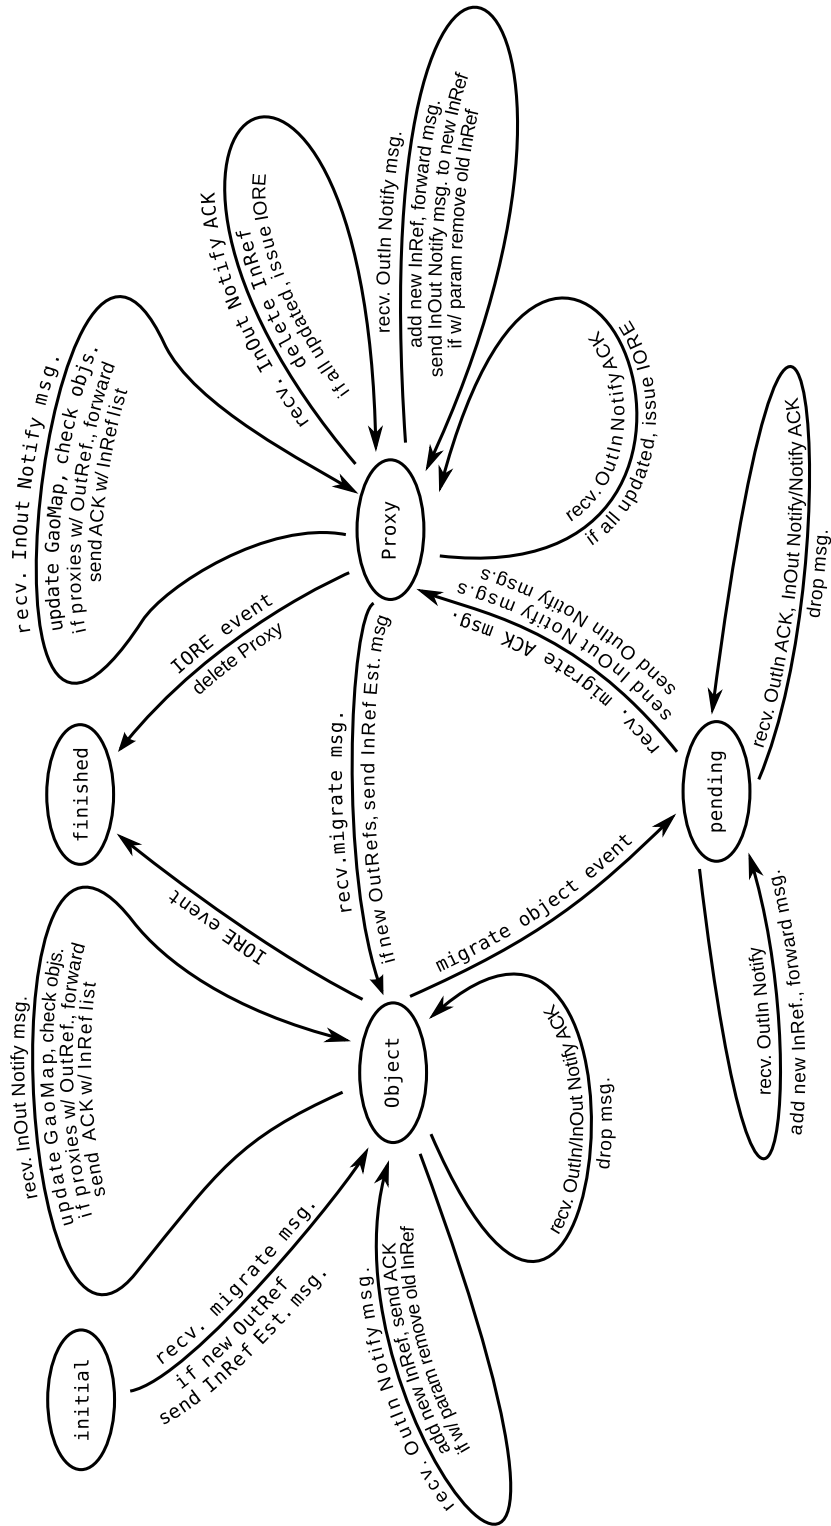 initial
recv. migrate msg.
if new OutRef
send InRef Est. msg.
recv. InOut Notify msg.
update GaoMap, check objs.
if proxies w/ OutRef., forward
send ACK w/ InRef list
Object
recv. OutIn Notify msg.
add new InRef, send ACK
if w/ param remove old InRef
recv. OutIn/InOut Notify ACK
drop msg.
IORE event
finished
migrate Object event
recv.migrate msg.
if new OutRefs, send InRef Est. msg
pending
recv. OutIn Notify
add new InRef., forward msg.
recv. OutIn ACK, InOut Notify/Notify ACK
drop msg.
recv. migrate ACK msg.
send InOut Notify msg.s
send OutIn Notify msg.s
IORE event
delete Proxy
Proxy
recv. InOut Notify msg.
update GaoMap, check objs.
if proxies w/ OutRef., forward
send ACK w/ InRef list
recv. InOut Notify ACK
delete InRef
if all updated, issue IORE
recv. OutIn Notify msg.
add new InRef, forward msg.
send InOut Notify msg. to new InRef
if w/ param remove old InRef
recv. OutIn Notify ACK
if all updated, issue IORE